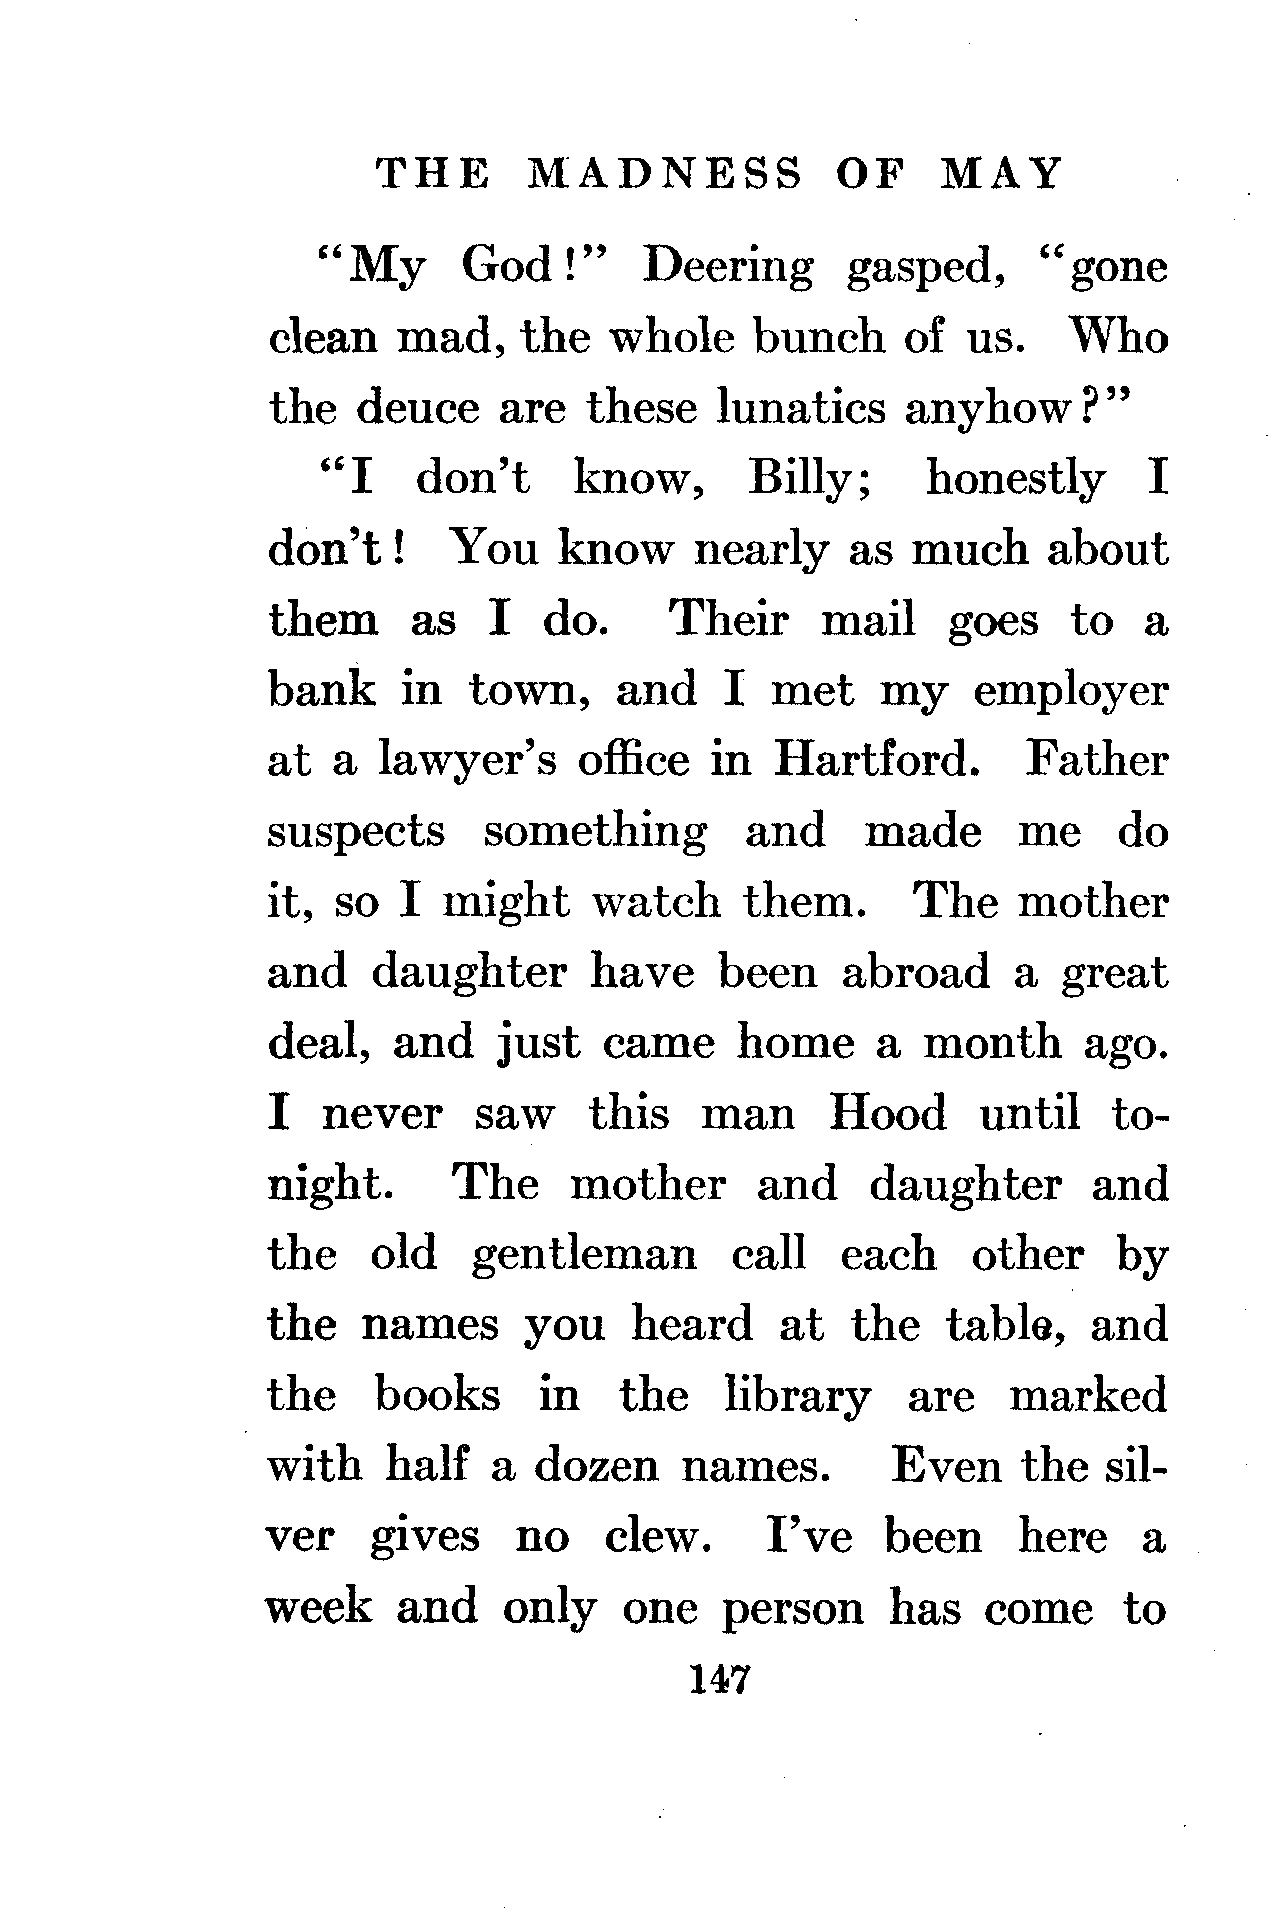 THE MADNESS OF MAY
“My God!” Deering gasped, “gone
clean mad, the whole bunch of us. Who
the deuce are these lunatics anyhow?”
“I don’t know, Billy; honestly I
don’t! You know nearly as much about
them as I do. Their mail goes to a
bank in town, and I met my employer
at a lawyer’s office in Hartford. Father
suspects something and made me do
it, so I might watch them. The mother
and daughter have been abroad a great
deal, and just came home a month ago.
I never saw this man Hood until to-
night. The mother and daughter and
the old gentleman call each other by
the names you heard at the table, and
the books in the library are marked
with half a dozen names. Even the sil-
ver gives no clew. I’ve been here a
week and only one person has come to
147